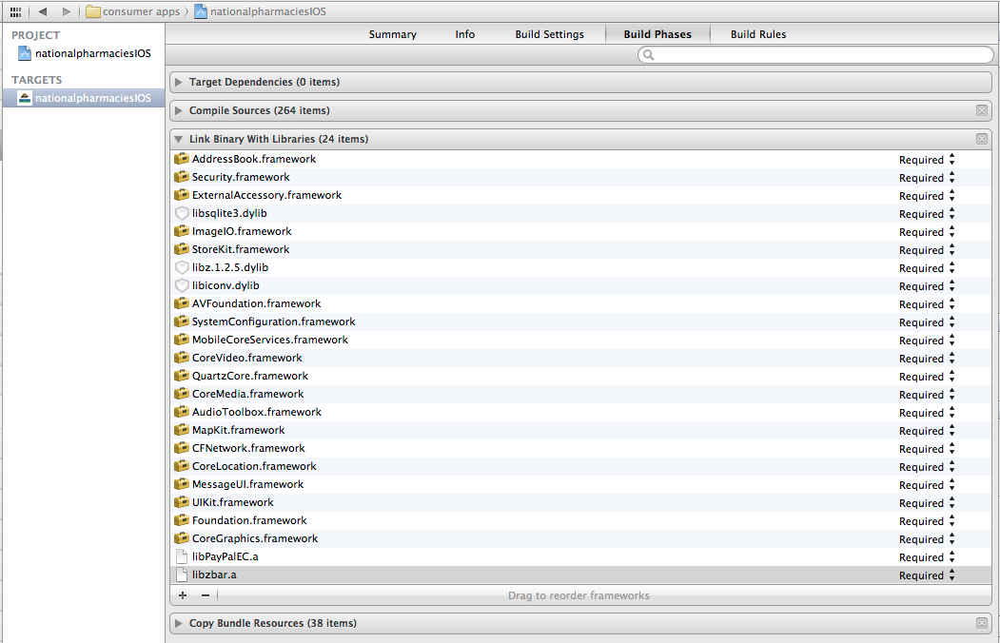 consumer apps
nationalpharmaciesIOS
PROJECT
nationalpharmaciesIOS
TARGETS
nationalpharmaciesIOS
Summary
Info
Build Settings
Build Phases
Build Rules
Target Dependencies (0 items)
Compile Sources (264 items)
Link Binary With Libraries (24 items)
AddressBook.framework Required
Security.framework Required
ExternalAccessory.framework Required
libsqlite3.dylib Required
ImageIO.framework Required
StoreKit.framework Required
libz.1.2.5.dylib Required
libiconv.dylib Required
AVFoundation.framework Required
SystemConfiguration.framework Required
MobileCoreServices.framework Required
CoreVideo.framework Required
QuartzCore.framework Required
CoreMedia.framework Required
AudioToolbox.framework Required
MapKit.framework Required
CFNetwork.framework Required
CoreLocation.framework Required
MessageUI.framework Required
UIKit.framework Required
Foundation.framework Required
CoreGraphics.framework Required
libPayPalEC.a Required
libzbar.a Required
Drag to reorder frameworks
Copy Bundle Resources (38 items)